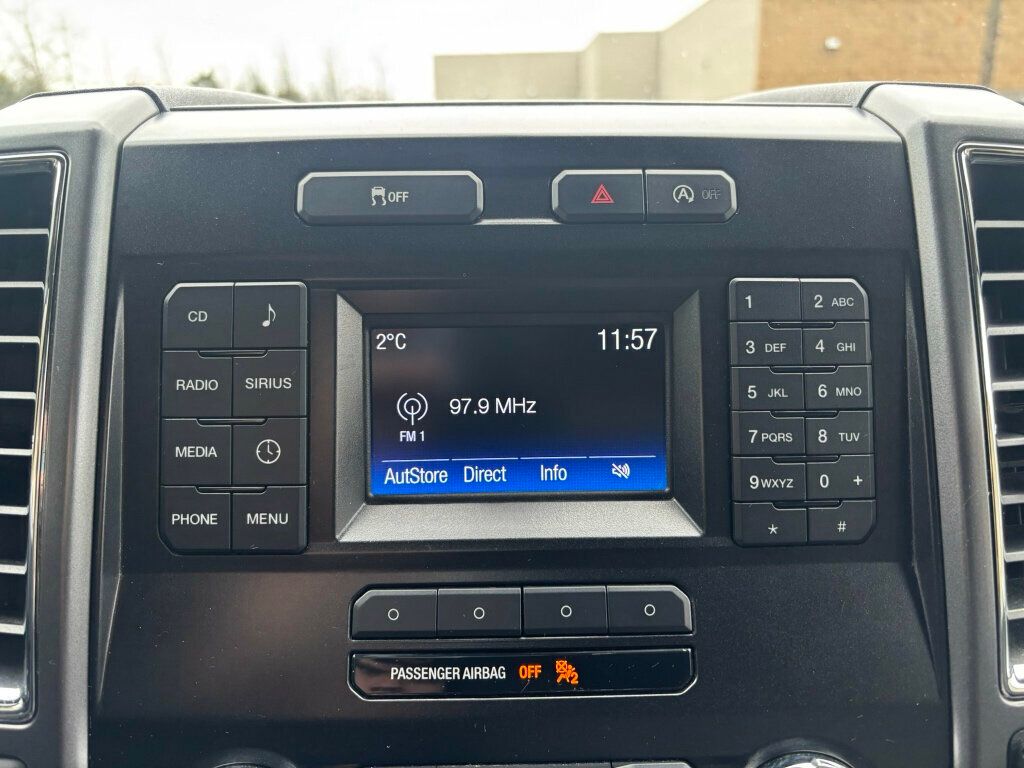 OFF
A OFF
CD
RADIO SIRIUS
MEDIA
PHONE MENU
2°C 11:57
97.9 MHz
FM 1
AutStore Direct Info
1 2 ABC
3 DEF 4 GHI
5 JKL 6 MNO
7 PQRS 8 TUV
9 WXYZ 0 +
* #
PASSENGER AIRBAG OFF 2